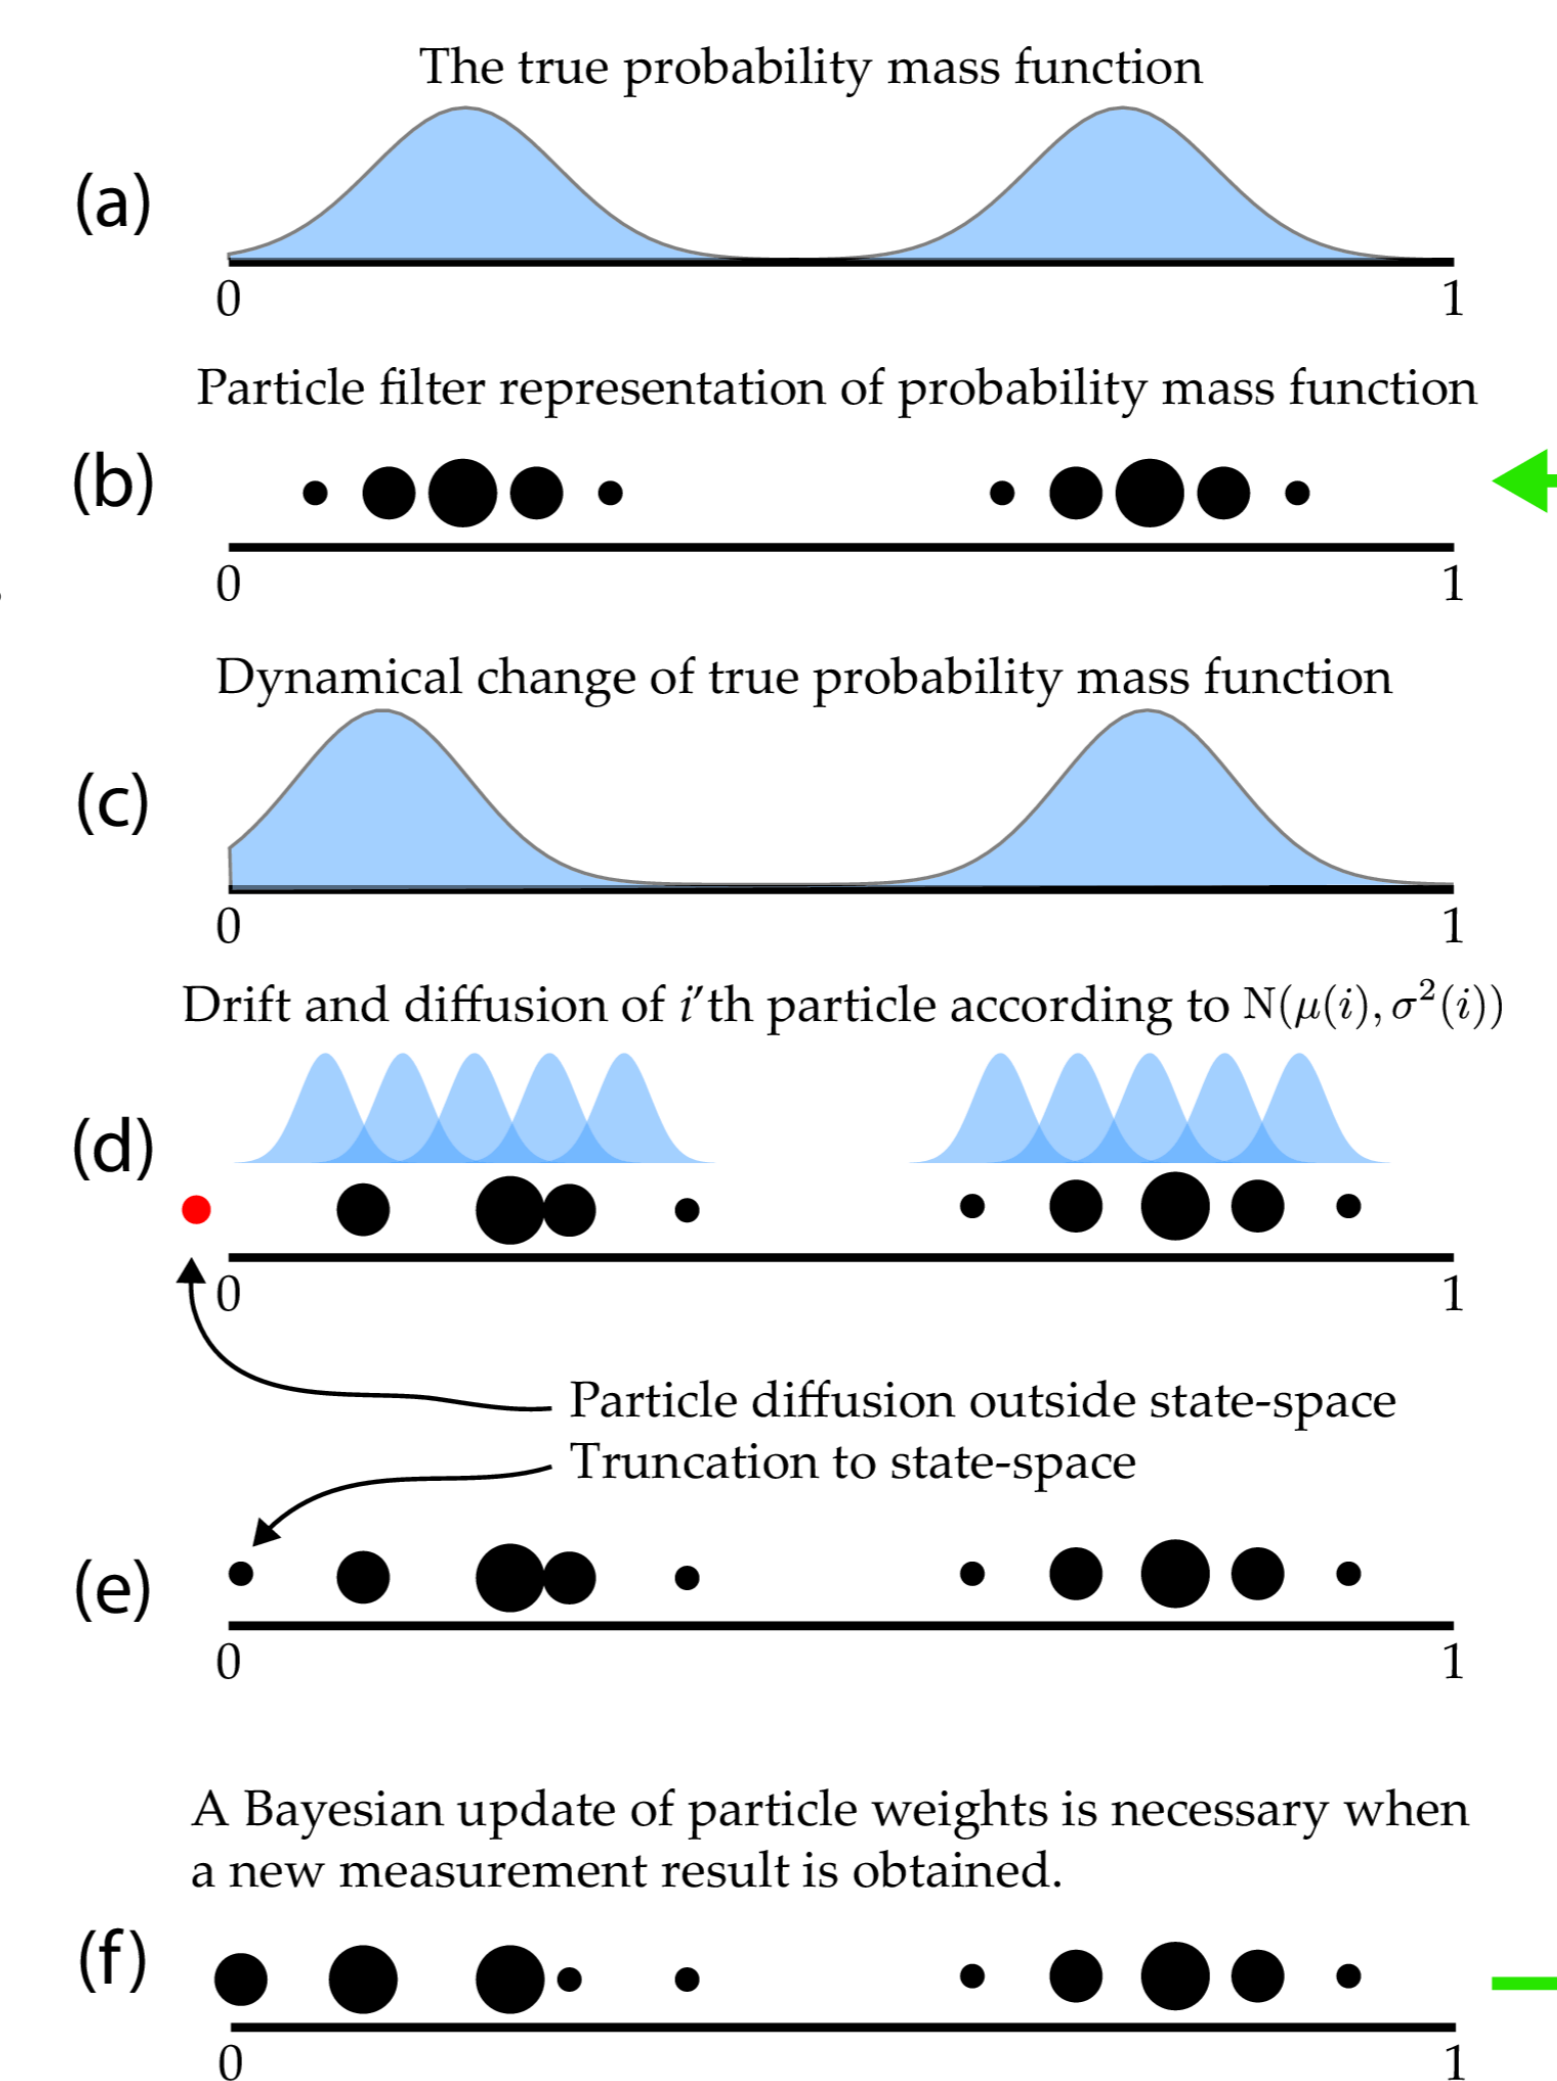 The true probability mass function
(a)
0 1
Particle filter representation of probability mass function
(b)
0 1
Dynamical change of true probability mass function
(c)
0 1
Drift and diffusion of i'th particle according to N(μ(i), σ²(i))
(d)
0 1
Particle diffusion outside state-space
Truncation to state-space
(e)
0 1
A Bayesian update of particle weights is necessary when
a new measurement result is obtained.
(f)
0 1